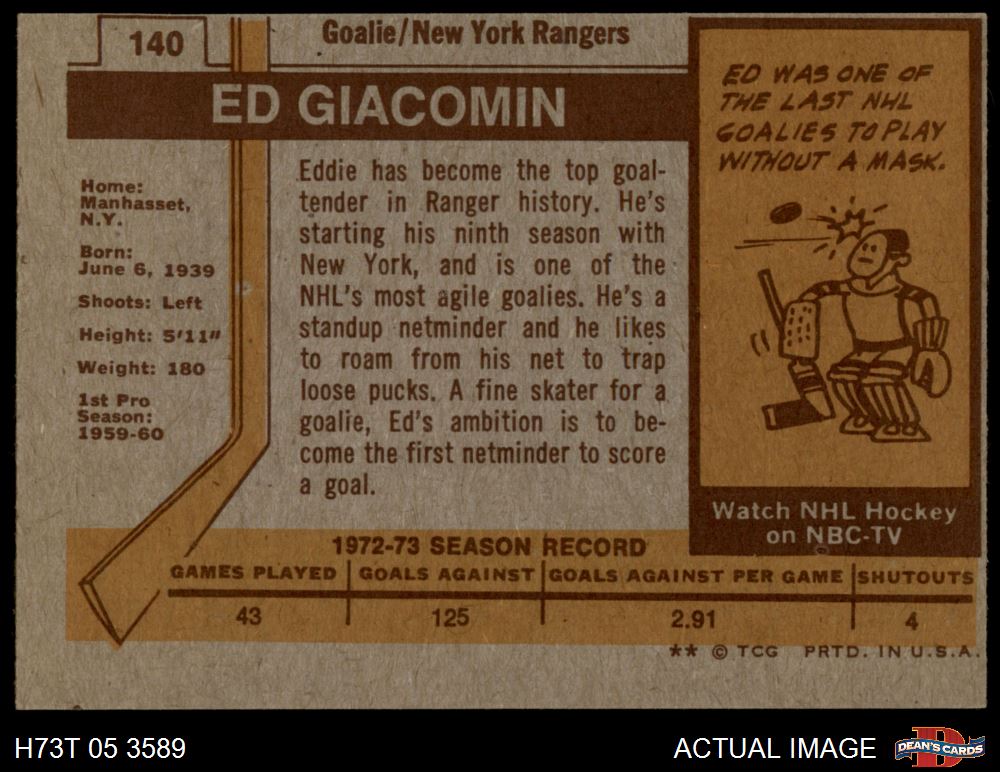 140
Goalie/New York Rangers
ED GIACOMIN
Home:
Manhasset,
N.Y.
Born:
June 6, 1939
Shoots: Left
Height: 5'11"
Weight: 180
1st Pro
Season:
1959-60
Eddie has become the top goal-
tender in Ranger history. He's
starting his ninth season with
New York, and is one of the
NHL's most agile goalies. He's a
standup netminder and he likes
to roam from his net to trap
loose pucks. A fine skater for a
goalie, Ed's ambition is to be-
come the first netminder to score
a goal.
ED WAS ONE OF
THE LAST NHL
GOALIES TO PLAY
WITHOUT A MASK.
Watch NHL Hockey
on NBC-TV
1972-73 SEASON RECORD
GAMES PLAYED GOALS AGAINST GOALS AGAINST PER GAME SHUTOUTS
43 125 2.91 4
** © TCG PRTD. IN U.S.A.
H73T 05 3589
ACTUAL IMAGE
DEAN'S CARDS